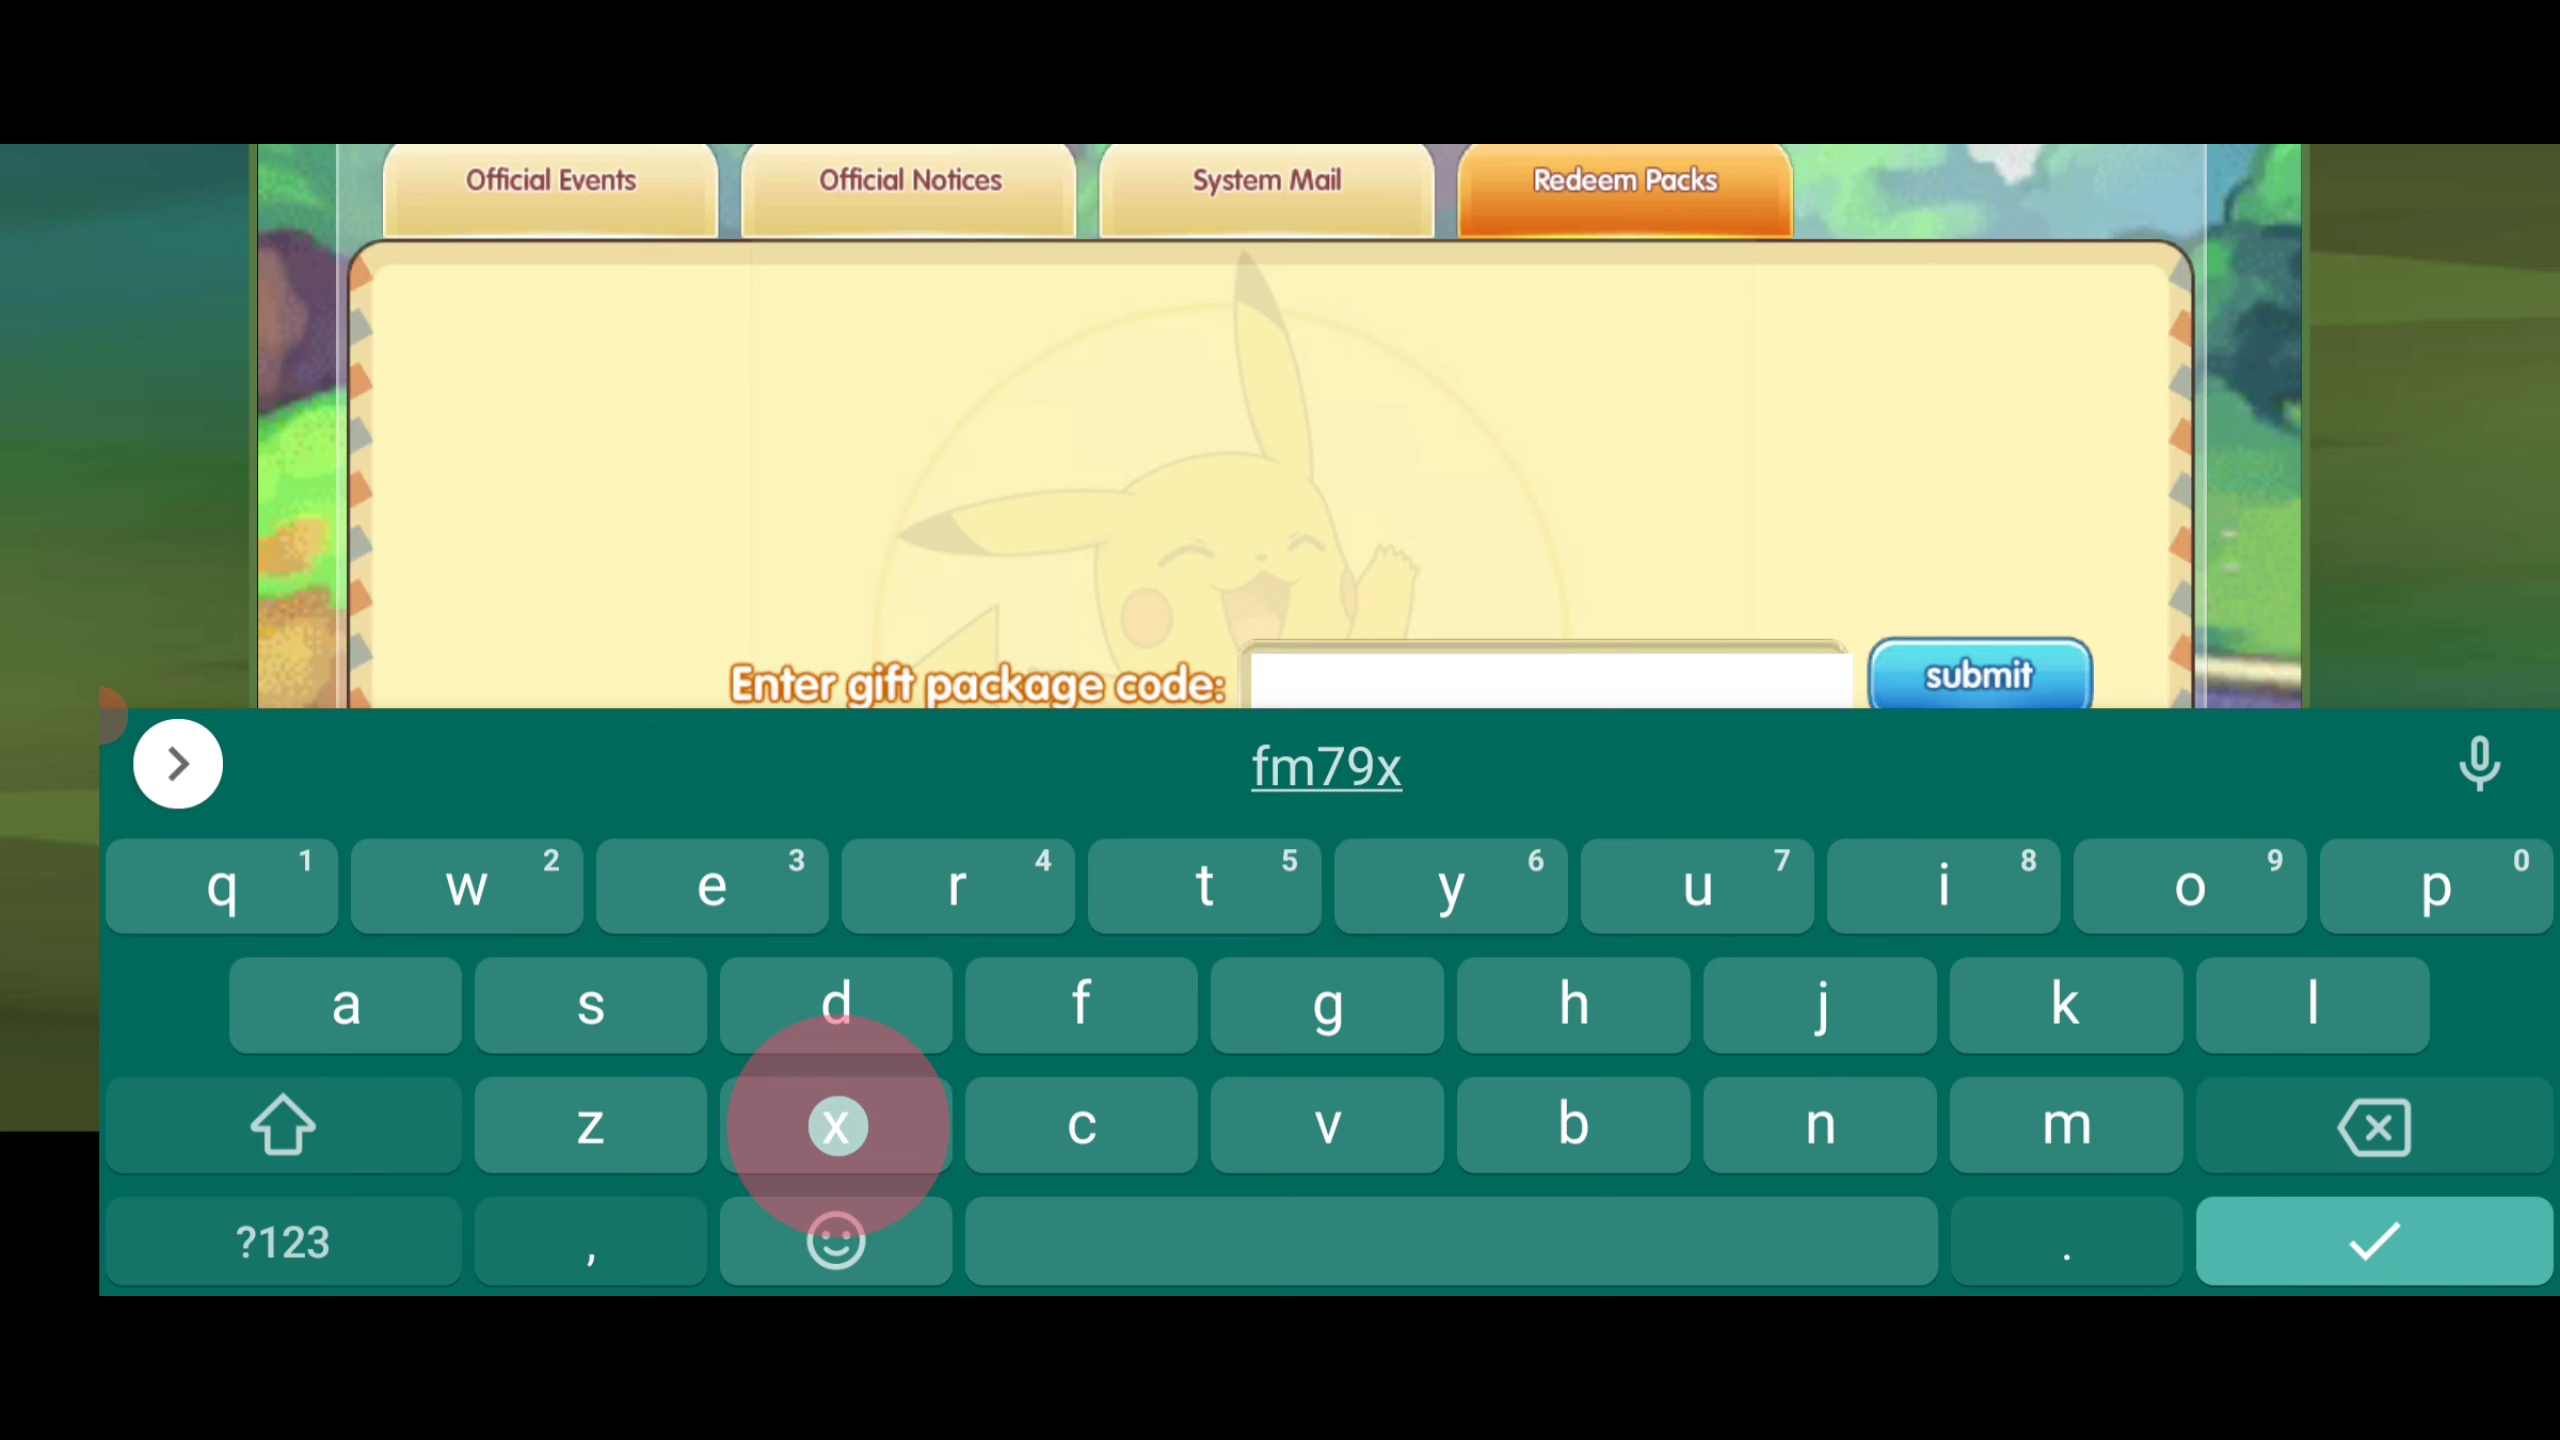 Official Events
Official Notices
System Mail
Redeem Packs
Enter gift package code:
submit
fm79x
q 1 w 2 e 3 r 4 t 5 y 6 u 7 i 8 o 9 p 0
a s d f g h j k l
z x c v b n m
?123 , .